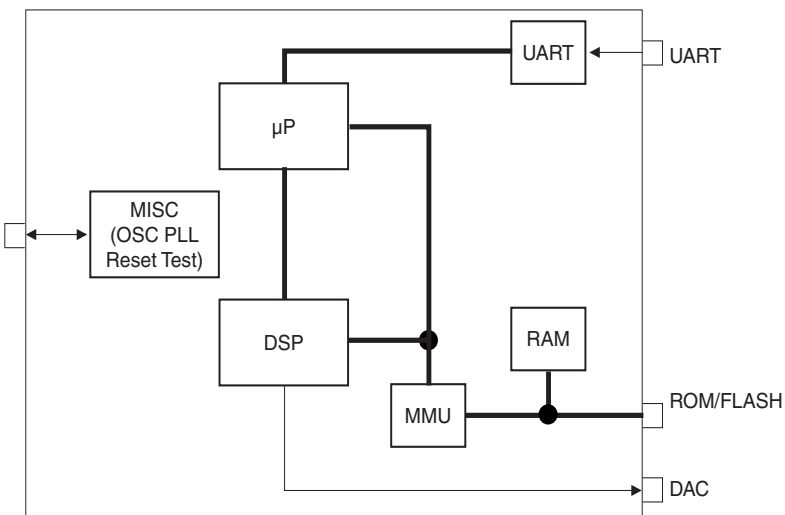 UART
UART
µP
MISC
(OSC PLL
Reset Test)
DSP
RAM
MMU
ROM/FLASH
DAC